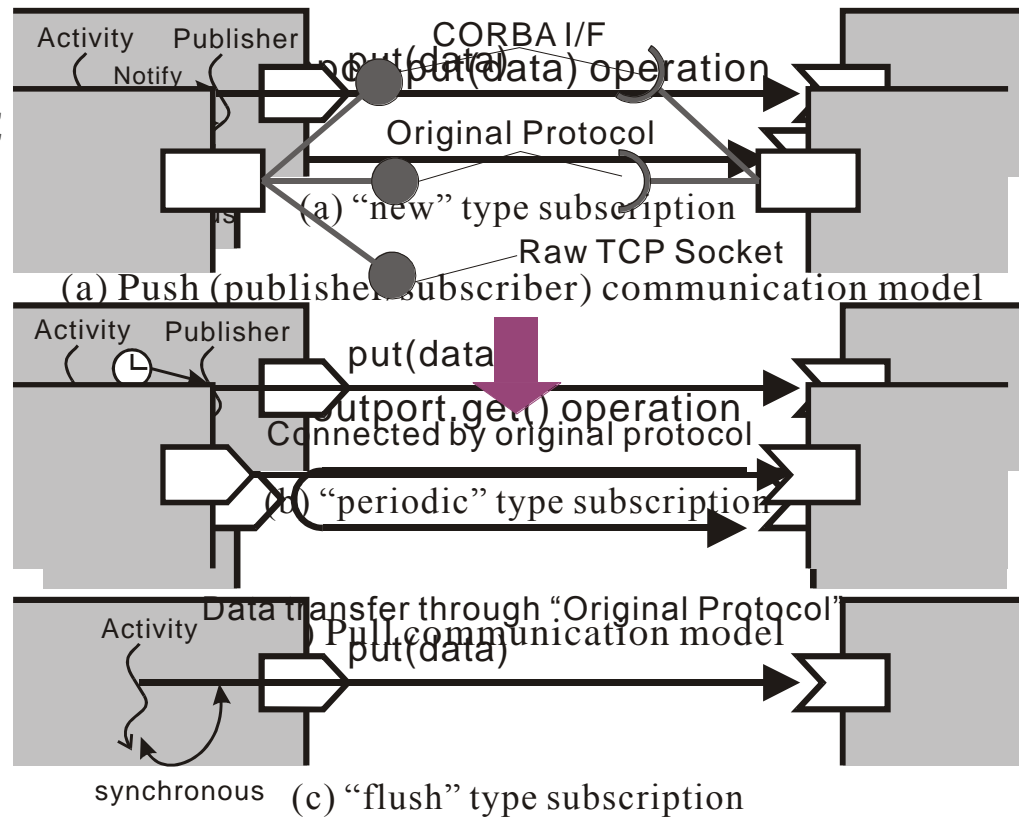 CORBA I/F
Activity Publisher
put(data)
put(data) operation
Notify
Original Protocol
(a) “new” type subscription
Raw TCP Socket
(a) Push (publisher/subscriber) communication model
Activity Publisher
put(data
outport.get() operation
Connected by original protocol
(b) “periodic” type subscription
Data transfer through “Original Protocol”
Activity
) Pull communication model
put(data)
synchronous
(c) “flush” type subscription